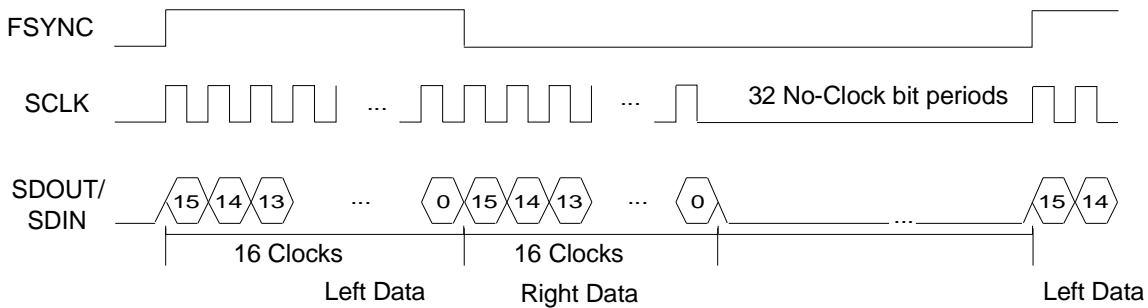 FSYNC
SCLK
... ... 32 No-Clock bit periods
SDOUT/
SDIN
15 14 13 ... 0 15 14 13 ... 0 ... 15 14
16 Clocks 16 Clocks
Left Data Right Data Left Data